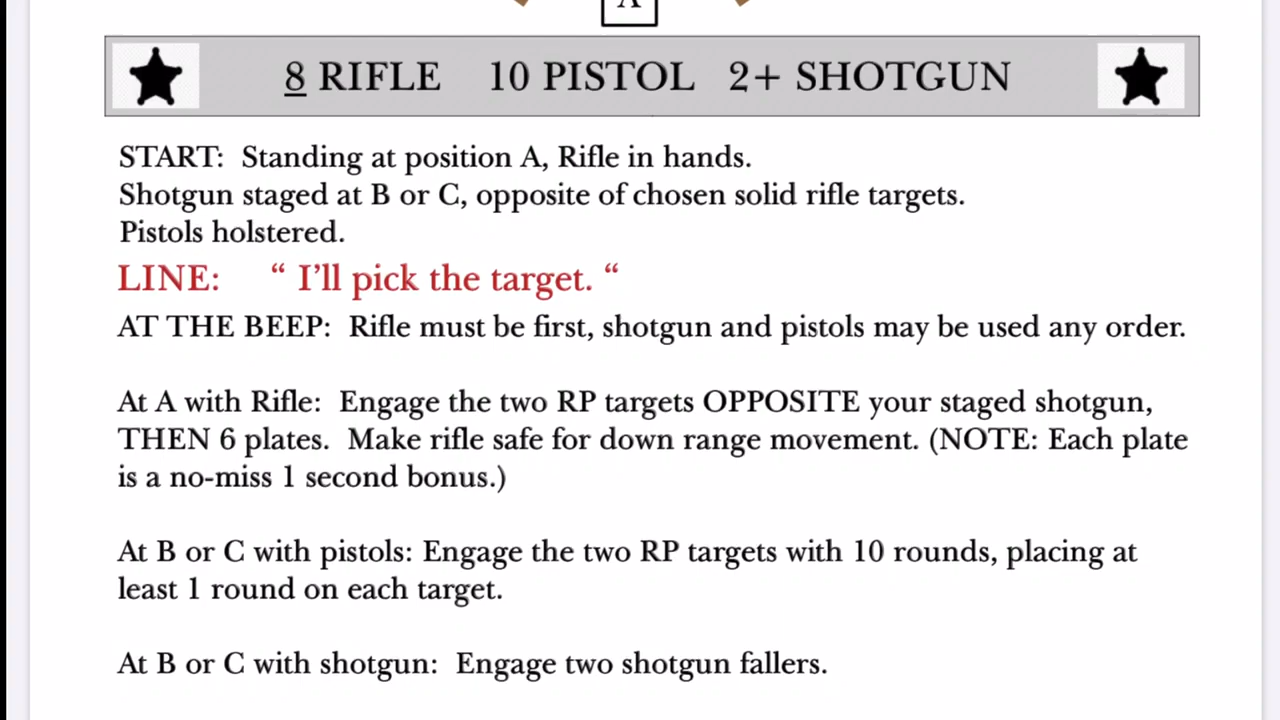 A
8 RIFLE 10 PISTOL 2+ SHOTGUN
START: Standing at position A, Rifle in hands.
Shotgun staged at B or C, opposite of chosen solid rifle targets.
Pistols holstered.
LINE: “ I’ll pick the target. “
AT THE BEEP: Rifle must be first, shotgun and pistols may be used any order.
At A with Rifle: Engage the two RP targets OPPOSITE your staged shotgun,
THEN 6 plates. Make rifle safe for down range movement. (NOTE: Each plate
is a no-miss 1 second bonus.)
At B or C with pistols: Engage the two RP targets with 10 rounds, placing at
least 1 round on each target.
At B or C with shotgun: Engage two shotgun fallers.